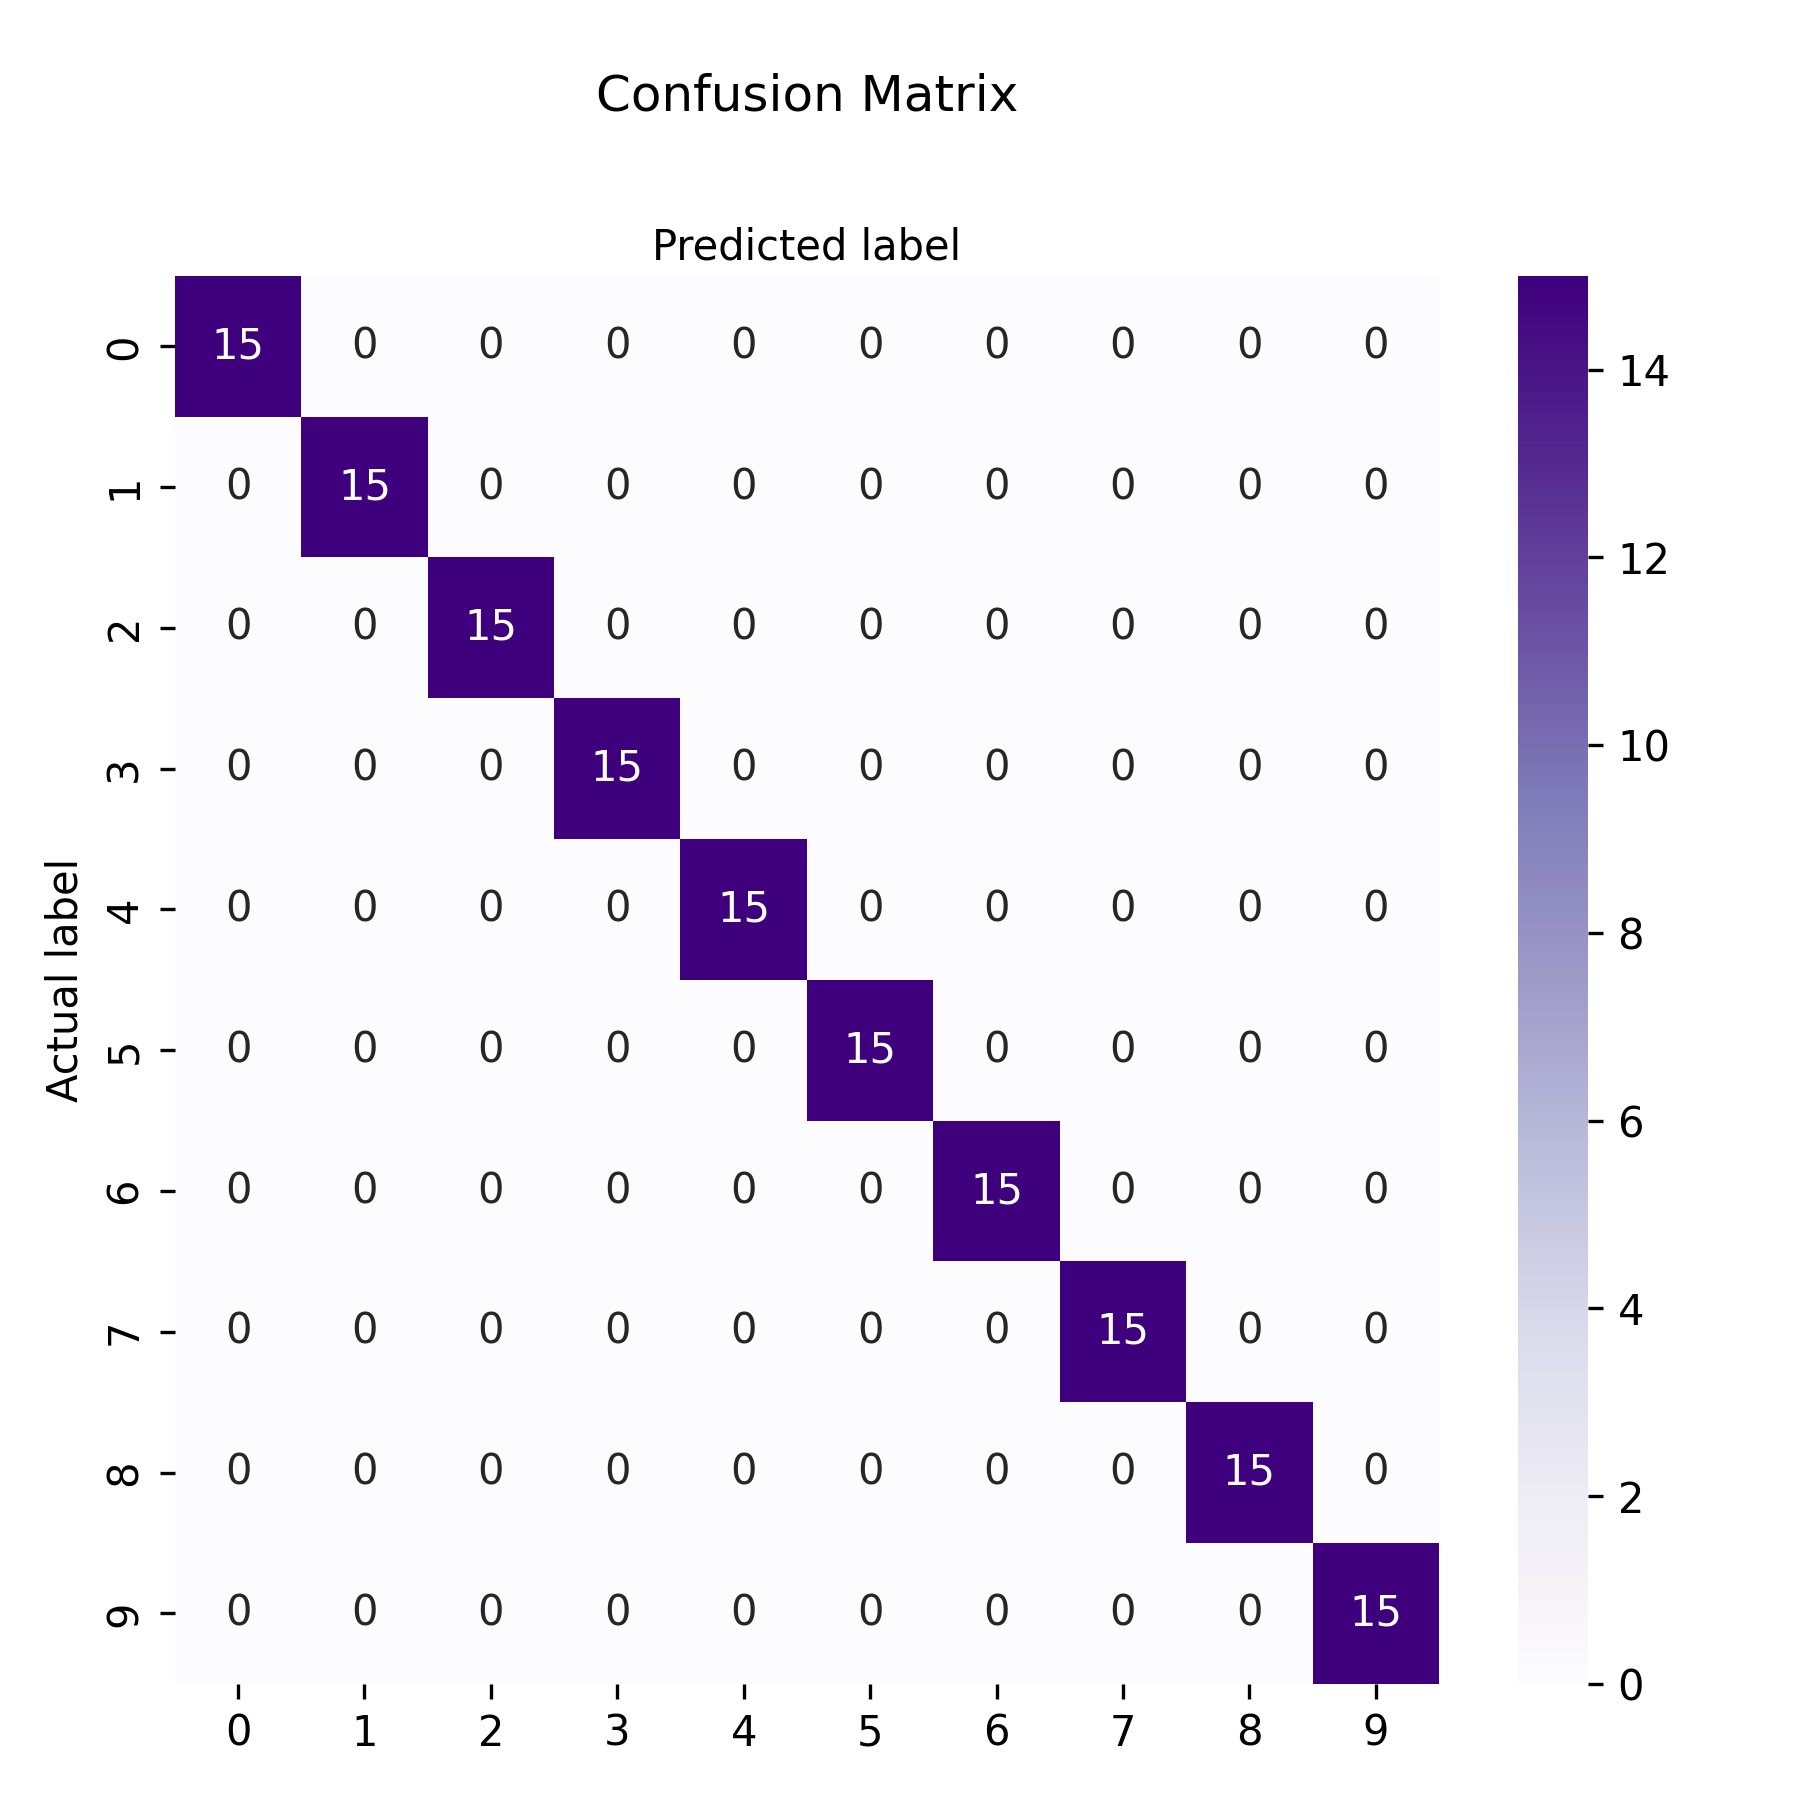 Confusion Matrix
Predicted label
Actual label
0 15 0 0 0 0 0 0 0 0 0
1 0 15 0 0 0 0 0 0 0 0
2 0 0 15 0 0 0 0 0 0 0
3 0 0 0 15 0 0 0 0 0 0
4 0 0 0 0 15 0 0 0 0 0
5 0 0 0 0 0 15 0 0 0 0
6 0 0 0 0 0 0 15 0 0 0
7 0 0 0 0 0 0 0 15 0 0
8 0 0 0 0 0 0 0 0 15 0
9 0 0 0 0 0 0 0 0 0 15
0 1 2 3 4 5 6 7 8 9
14
12
10
8
6
4
2
0